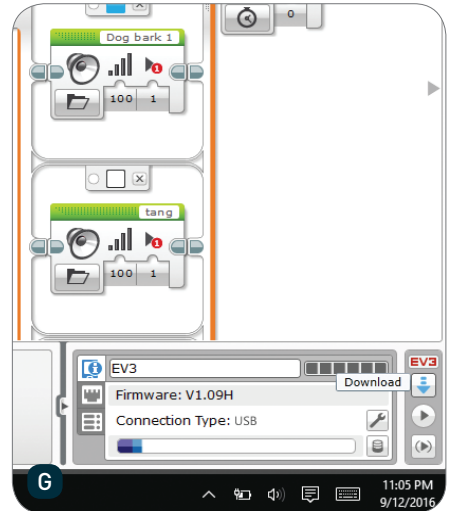 0
Dog bark 1
100 1
tang
100 1
EV3
EV3
Download
Firmware: V1.09H
Connection Type: USB
G
11:05 PM
9/12/2016